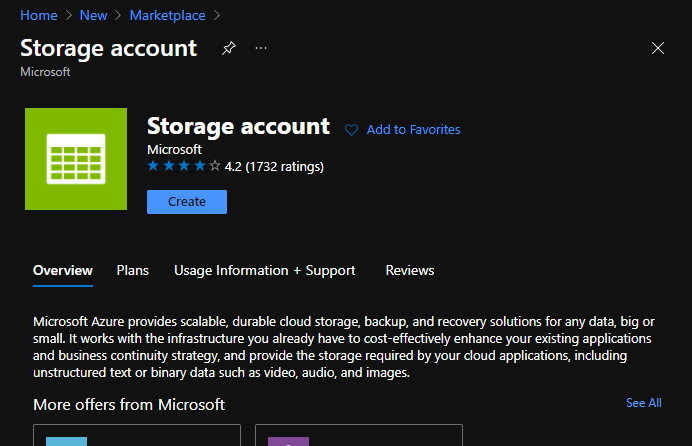 Home > New > Marketplace >
Storage account
Microsoft
Storage account Add to Favorites
Microsoft
4.2 (1732 ratings)
Create
Overview Plans Usage Information + Support Reviews
Microsoft Azure provides scalable, durable cloud storage, backup, and recovery solutions for any data, big or
small. It works with the infrastructure you already have to cost-effectively enhance your existing applications
and business continuity strategy, and provide the storage required by your cloud applications, including
unstructured text or binary data such as video, audio, and images.
More offers from Microsoft See All